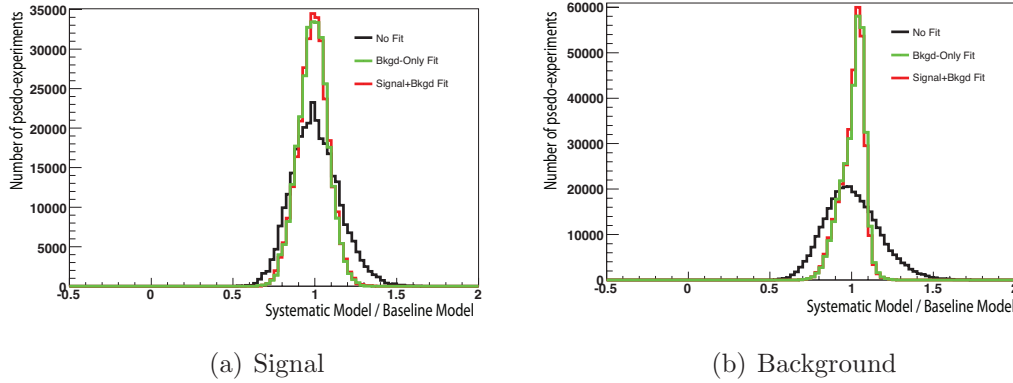 Number of psedo-experiments
35000
30000
25000
20000
15000
10000
5000
0
-0.5
0
0.5
1
1.5
2
No Fit
Bkgd-Only Fit
Signal+Bkgd Fit
Systematic Model / Baseline Model
(a) Signal
Number of psedo-experiments
60000
50000
40000
30000
20000
10000
0
-0.5
0
0.5
1
1.5
2
No Fit
Bkgd-Only Fit
Signal+Bkgd Fit
Systematic Model / Baseline Model
(b) Background